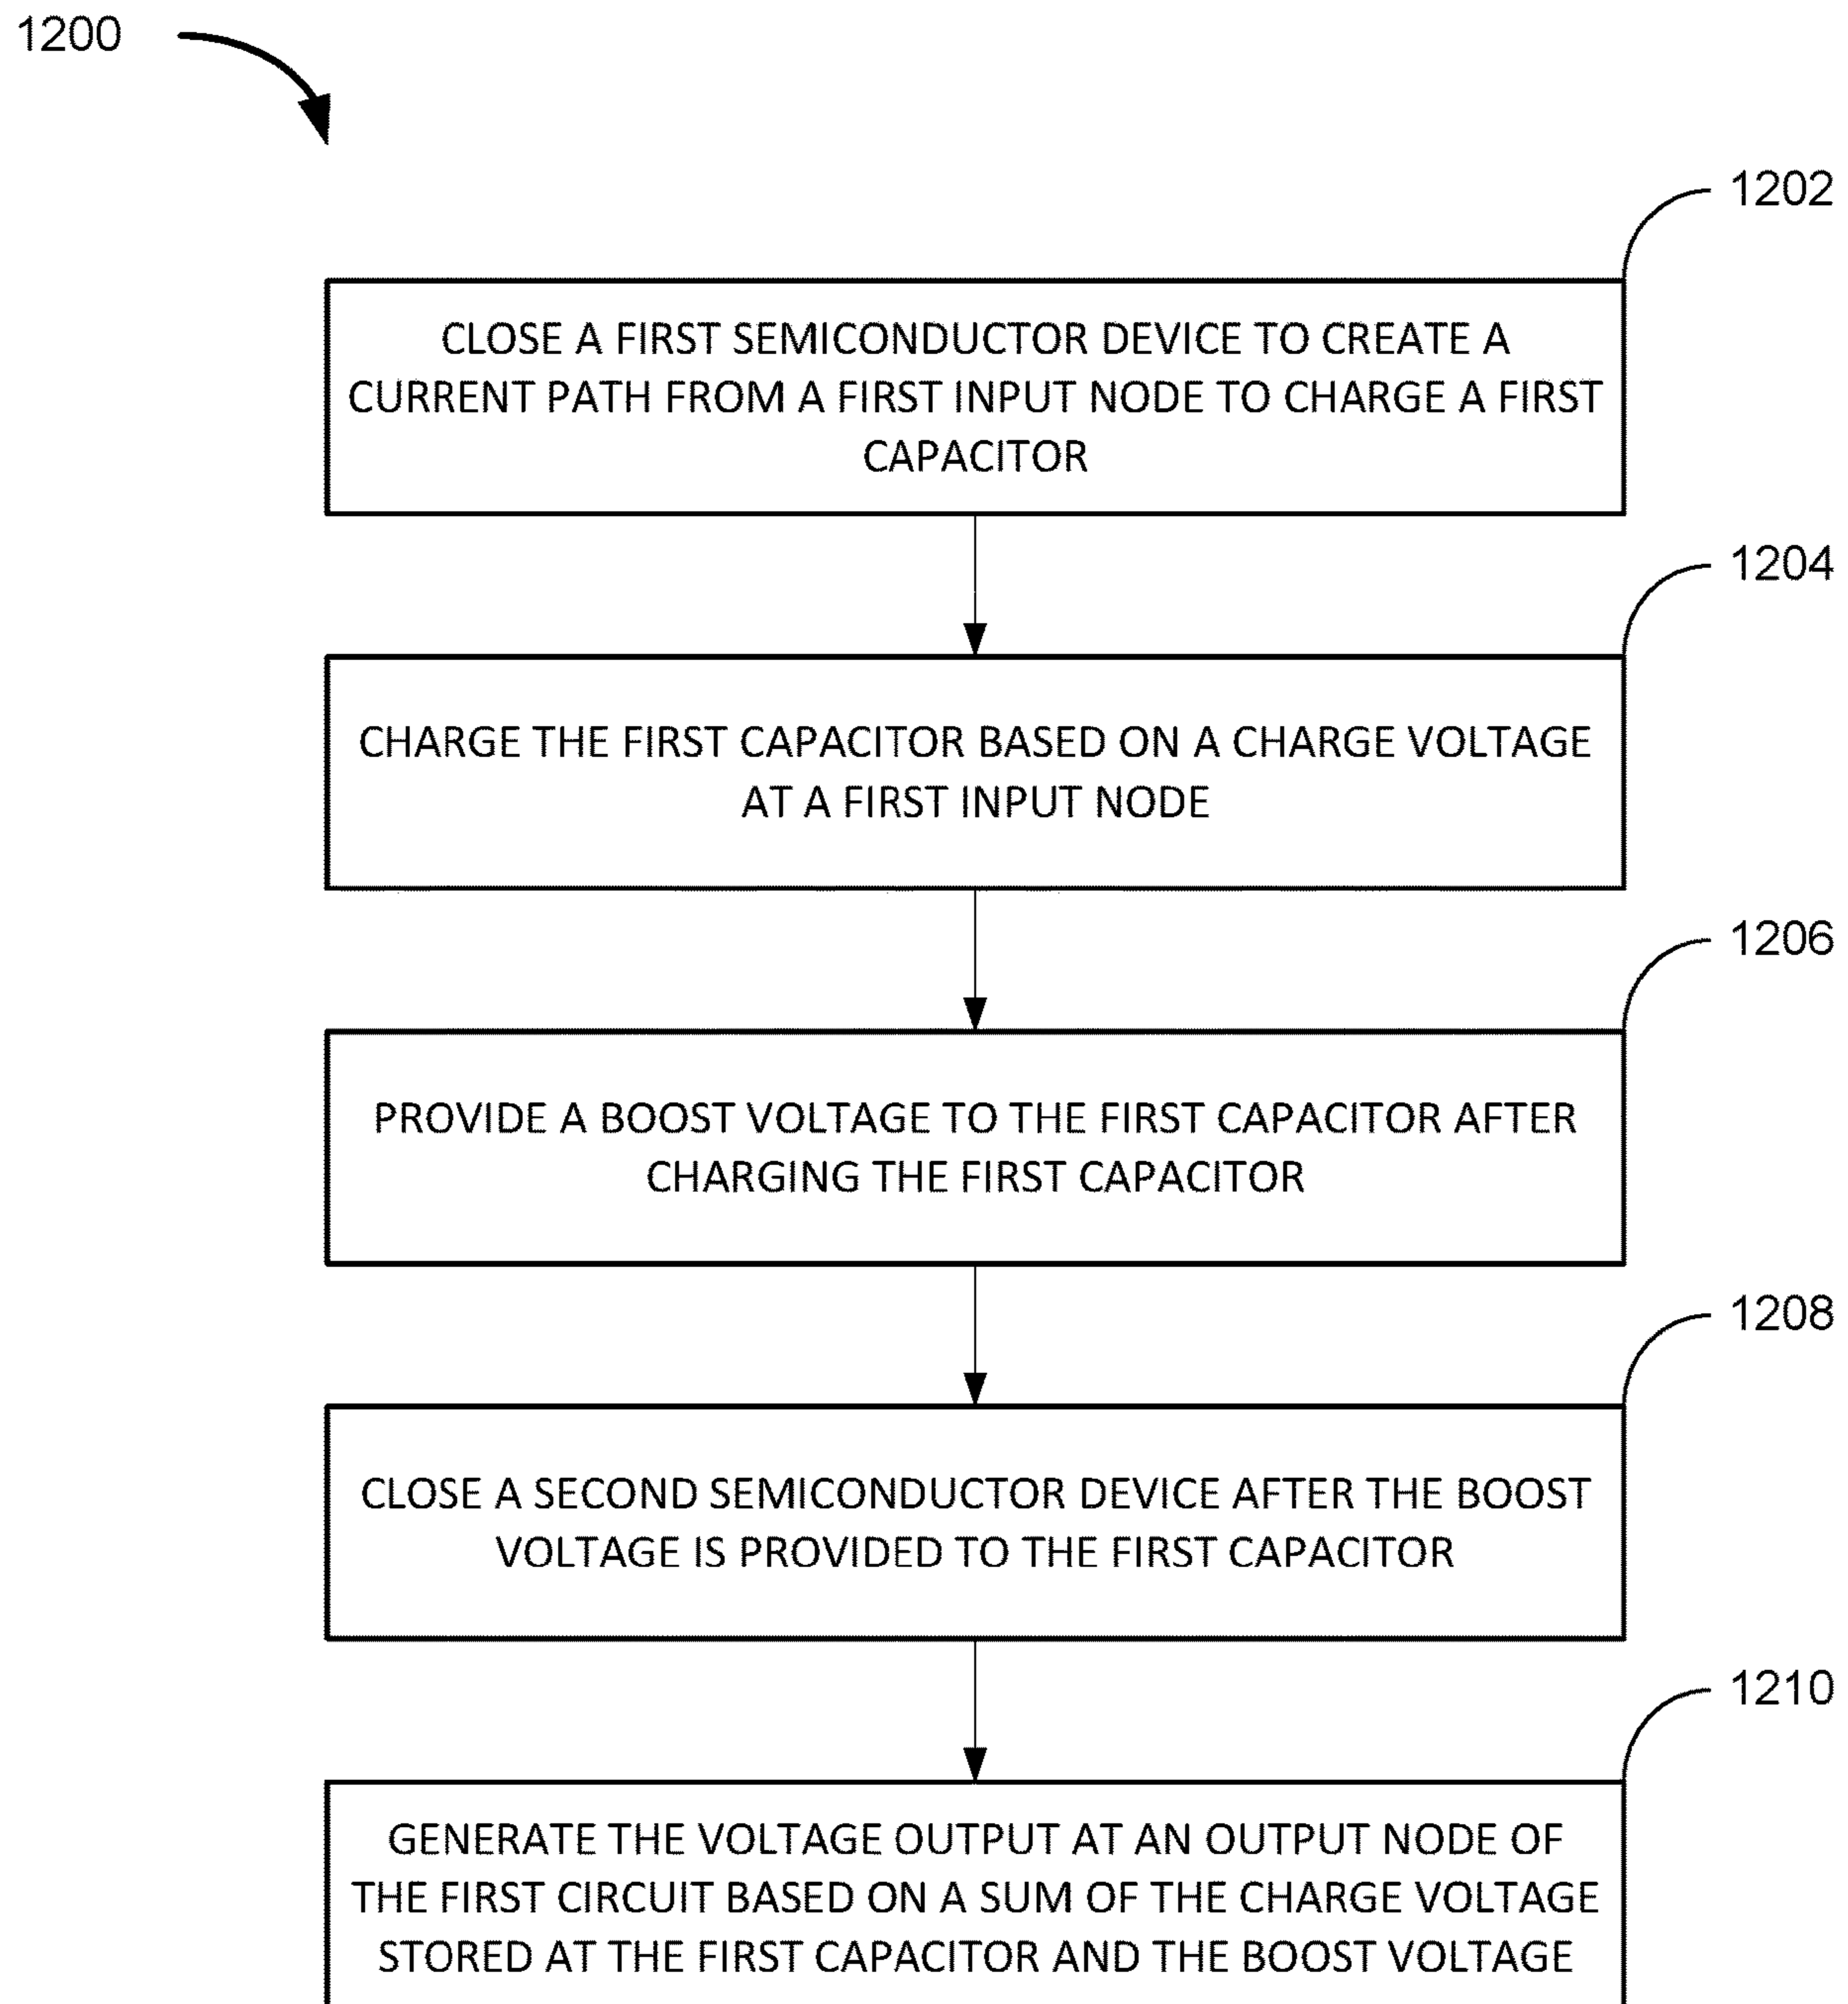 1200
1202
CLOSE A FIRST SEMICONDUCTOR DEVICE TO CREATE A
CURRENT PATH FROM A FIRST INPUT NODE TO CHARGE A FIRST
CAPACITOR
1204
CHARGE THE FIRST CAPACITOR BASED ON A CHARGE VOLTAGE
AT A FIRST INPUT NODE
1206
PROVIDE A BOOST VOLTAGE TO THE FIRST CAPACITOR AFTER
CHARGING THE FIRST CAPACITOR
1208
CLOSE A SECOND SEMICONDUCTOR DEVICE AFTER THE BOOST
VOLTAGE IS PROVIDED TO THE FIRST CAPACITOR
1210
GENERATE THE VOLTAGE OUTPUT AT AN OUTPUT NODE OF
THE FIRST CIRCUIT BASED ON A SUM OF THE CHARGE VOLTAGE
STORED AT THE FIRST CAPACITOR AND THE BOOST VOLTAGE